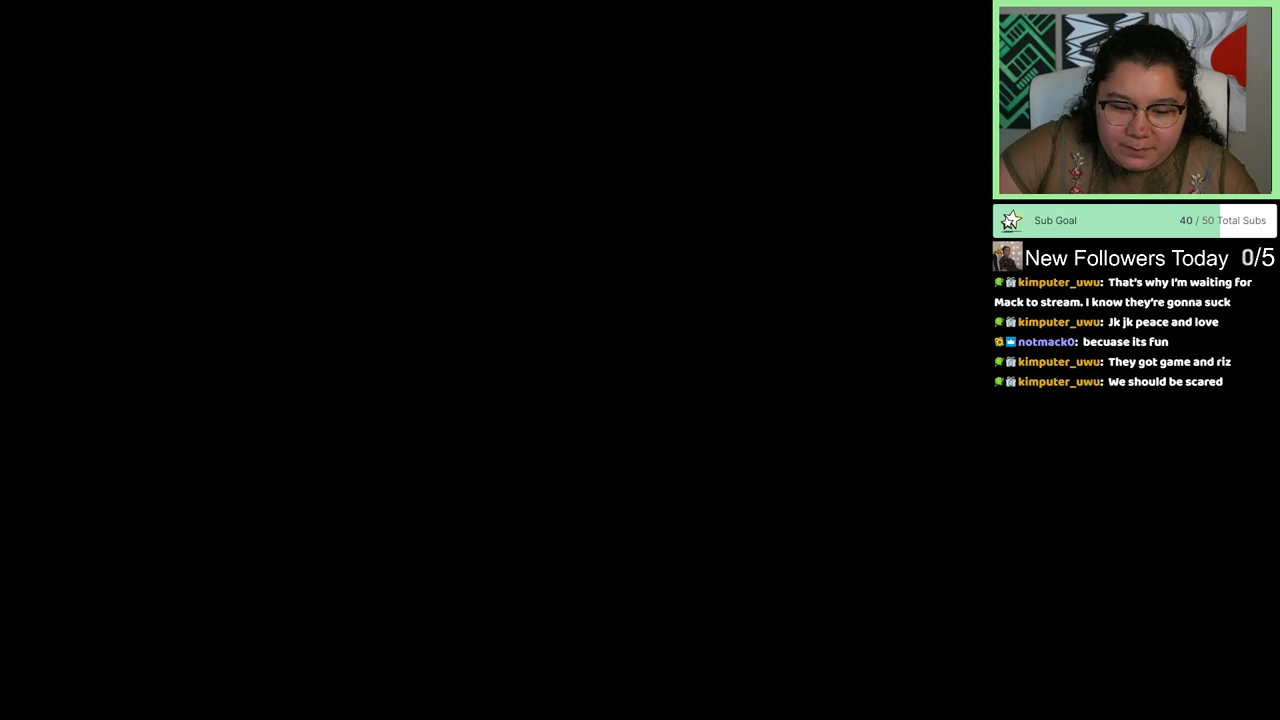 Sub Goal 40 / 50 Total Subs
New Followers Today 0/5
kimputer_uwu: That's why I'm waiting for
Mack to stream. I know they're gonna suck
kimputer_uwu: Jk jk peace and love
notmack0: becuase its fun
kimputer_uwu: They got game and riz
kimputer_uwu: We should be scared